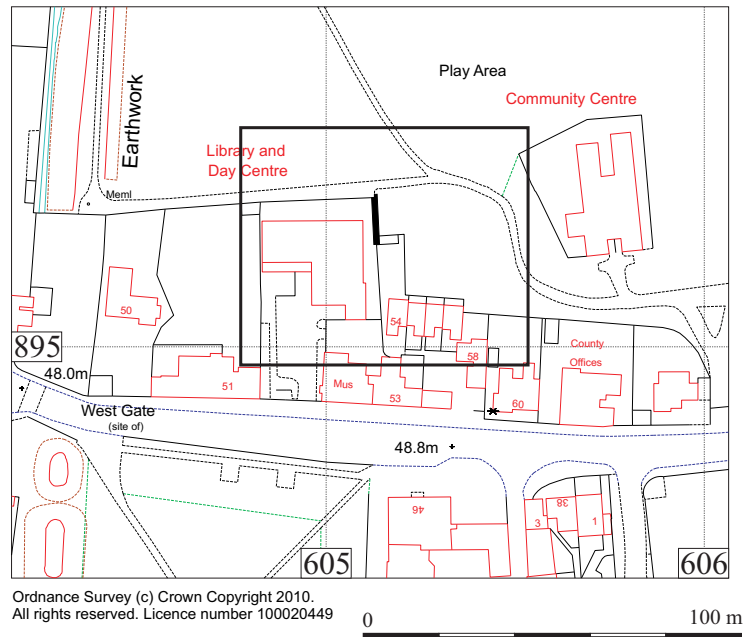 Play Area
Community Centre
Earthwork
Library and
Day Centre
Meml
50
54
895
58
County
Offices
48.0m
51
Mus
53
60
West Gate
(site of)
48.8m
46
38
3
1
605
606
Ordnance Survey (c) Crown Copyright 2010.
All rights reserved. Licence number 100020449
0
100 m